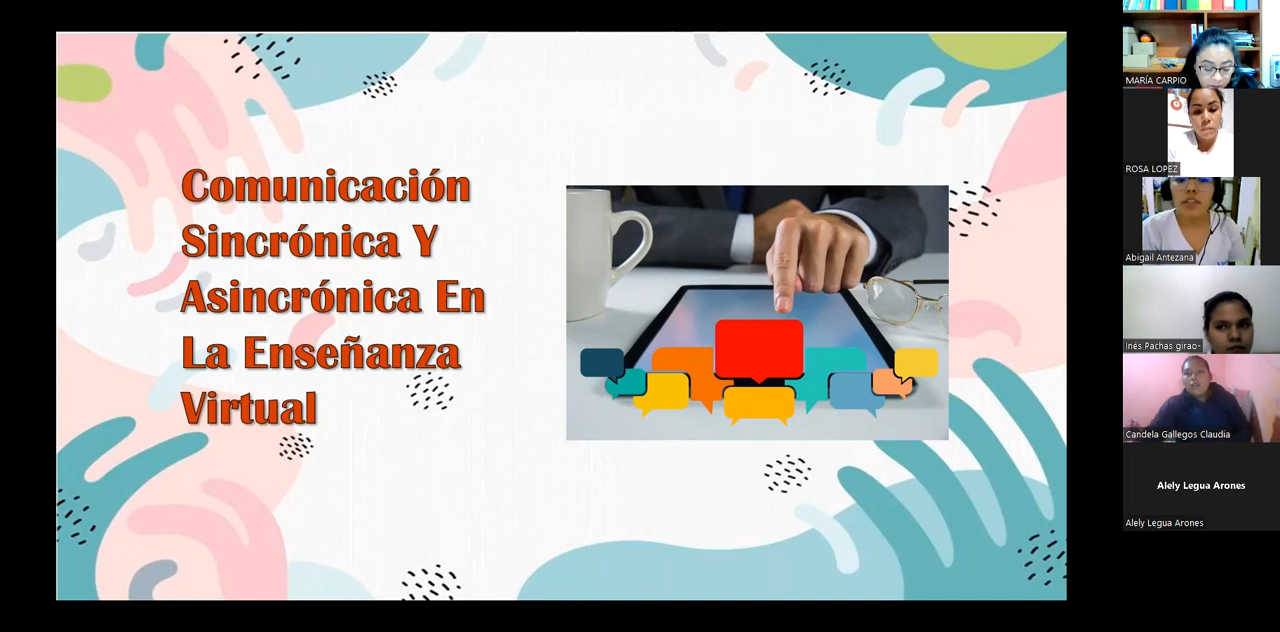 Comunicación
Sincrónica Y
Asincrónica En
La Enseñanza
Virtual
MARÍA CARPIO
ROSA LOPEZ
Abigail Antezana
Inés Pachas girao-
Candela Gallegos Claudia
Alely Legua Arones
Alely Legua Arones